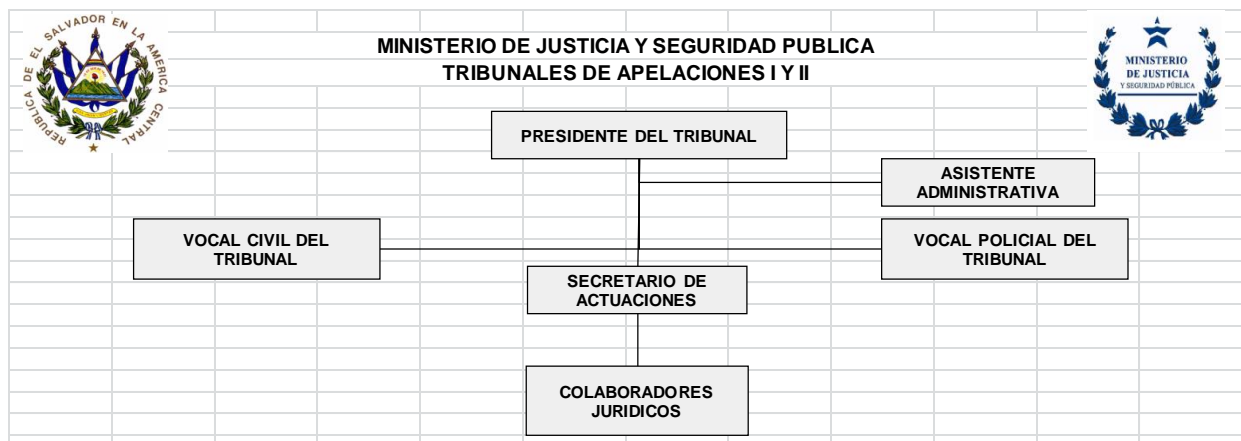 REPUBLICA DE EL SALVADOR EN LA AMERICA CENTRAL
MINISTERIO DE JUSTICIA Y SEGURIDAD PUBLICA
TRIBUNALES DE APELACIONES I Y II
MINISTERIO
DE JUSTICIA
Y SEGURIDAD PÚBLICA
PRESIDENTE DEL TRIBUNAL
ASISTENTE
ADMINISTRATIVA
VOCAL CIVIL DEL
TRIBUNAL
VOCAL POLICIAL DEL
TRIBUNAL
SECRETARIO DE
ACTUACIONES
COLABORADORES
JURIDICOS